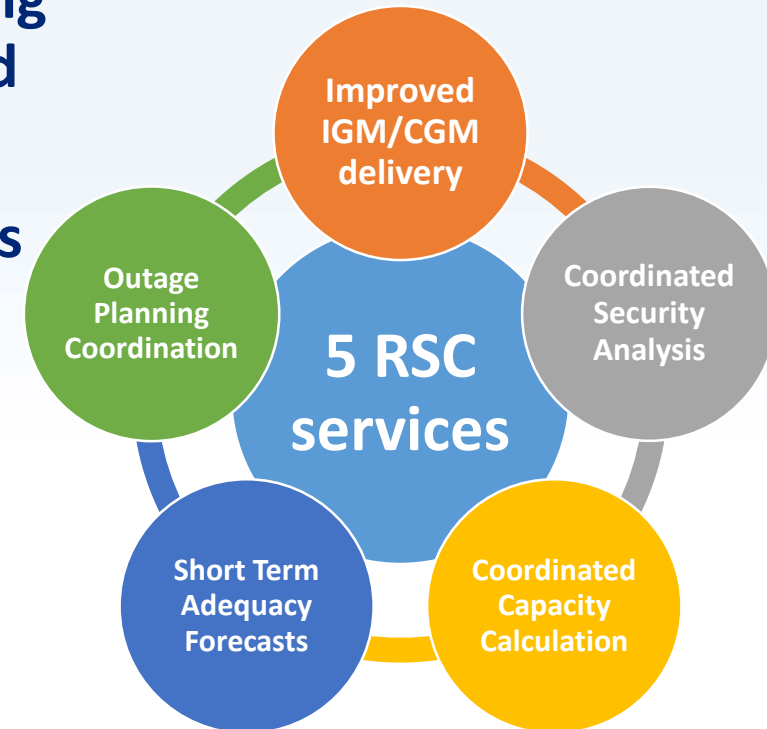 ng
d
s
Improved
IGM/CGM
delivery
Outage
Planning
Coordination
Coordinated
Security
Analysis
5 RSC
services
Short Term
Adequacy
Forecasts
Coordinated
Capacity
Calculation